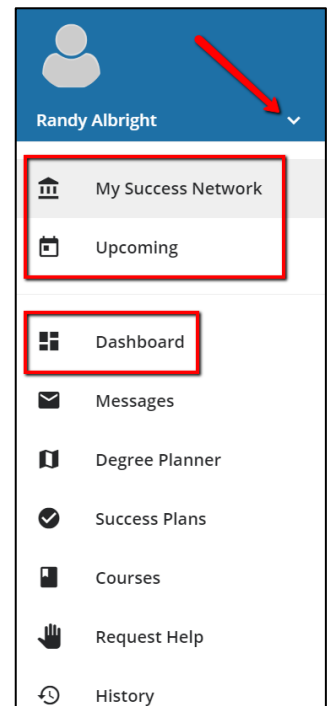 Randy Albright
My Success Network
Upcoming
Dashboard
Messages
Degree Planner
Success Plans
Courses
Request Help
History